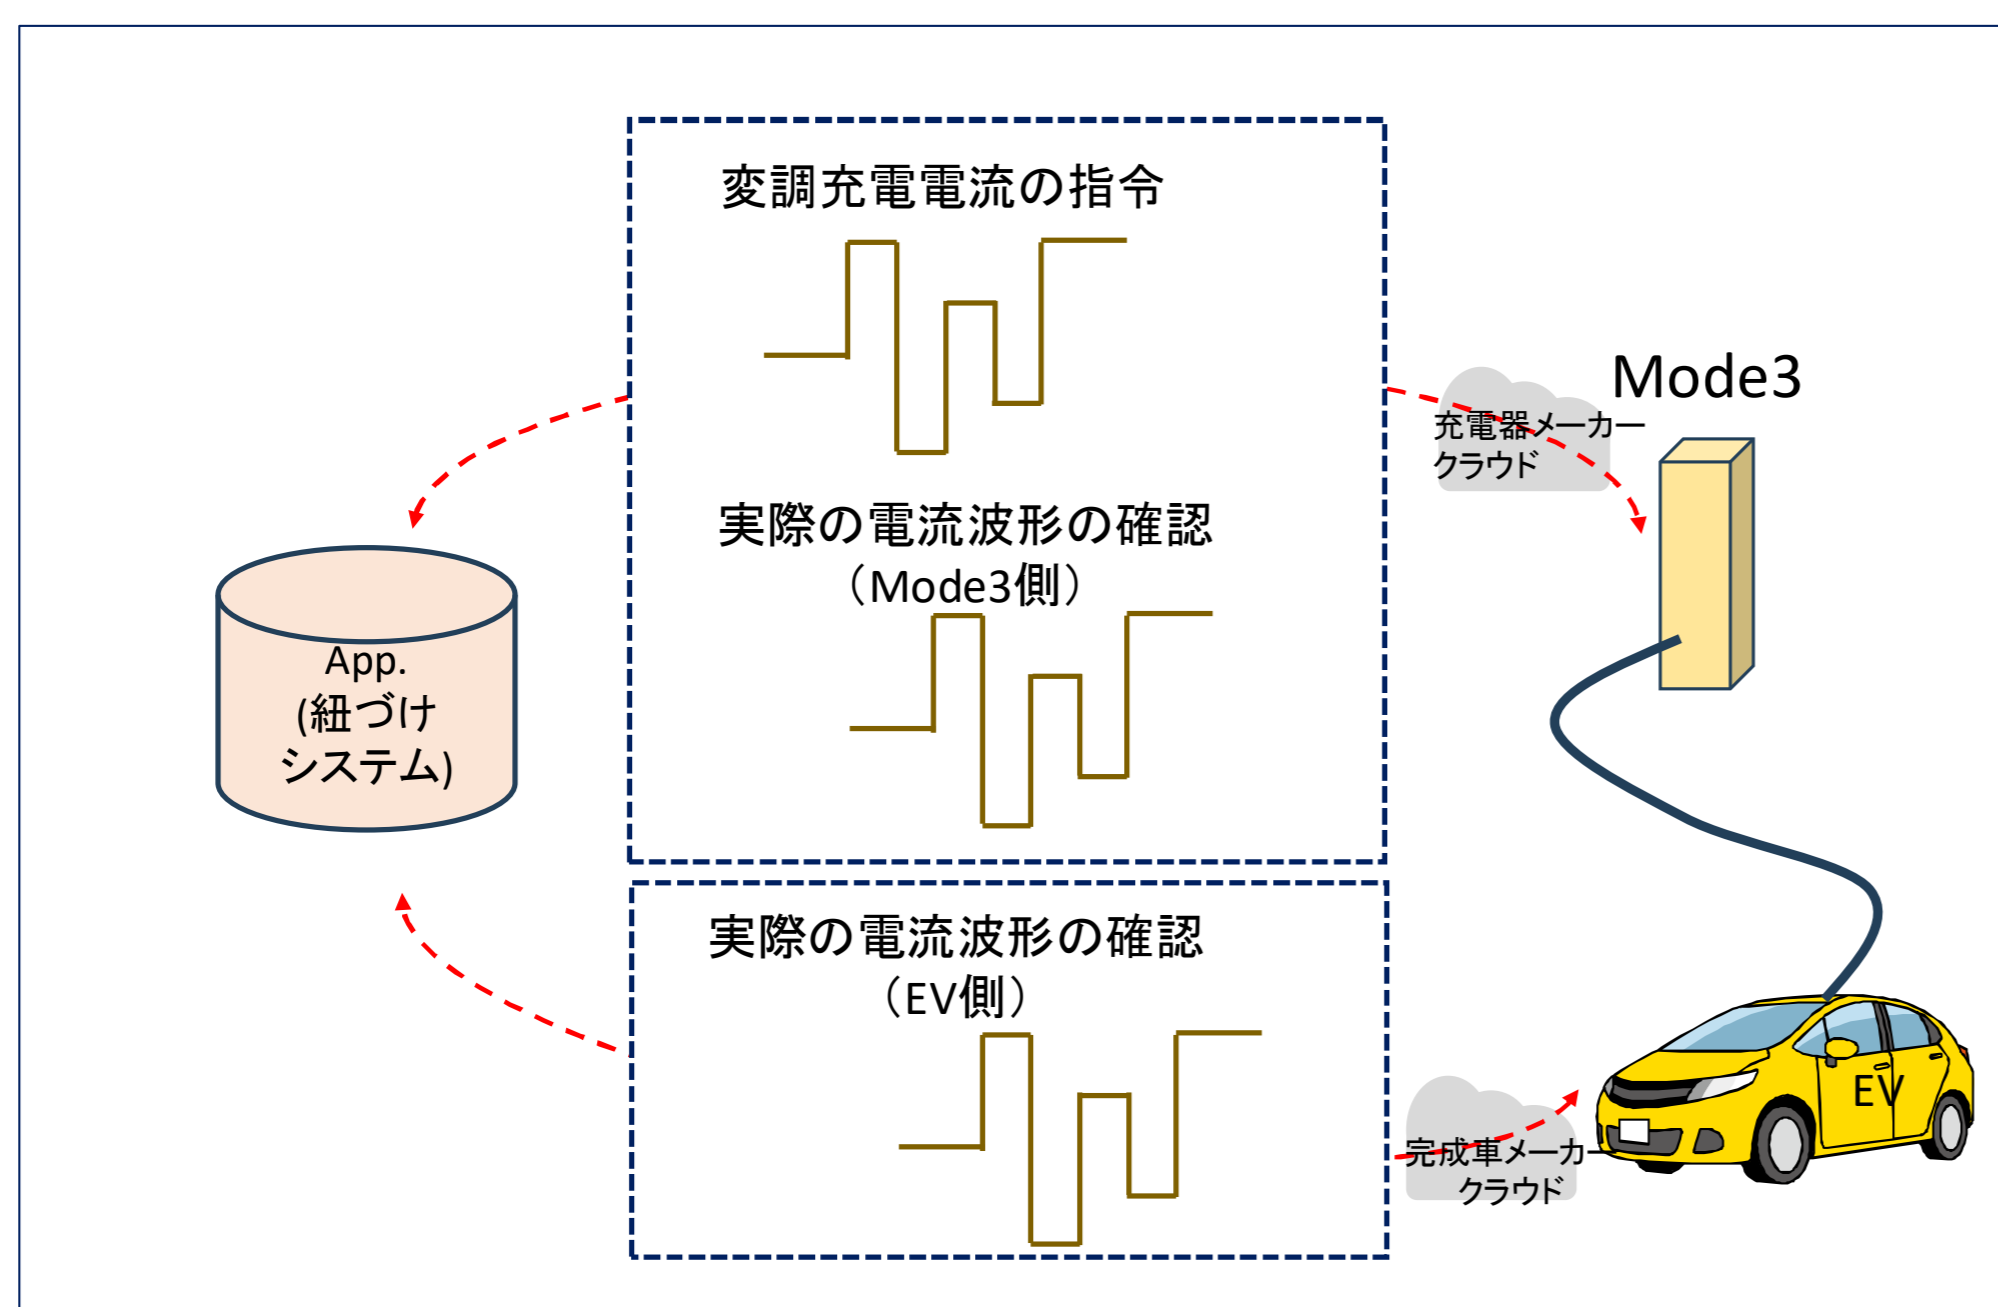 変調充電電流の指令
Mode3
充電器メーカー
クラウド
実際の電流波形の確認
（Mode3側）
App.
(紐づけ
システム)
実際の電流波形の確認
（EV側）
EV
完成車メーカー
クラウド